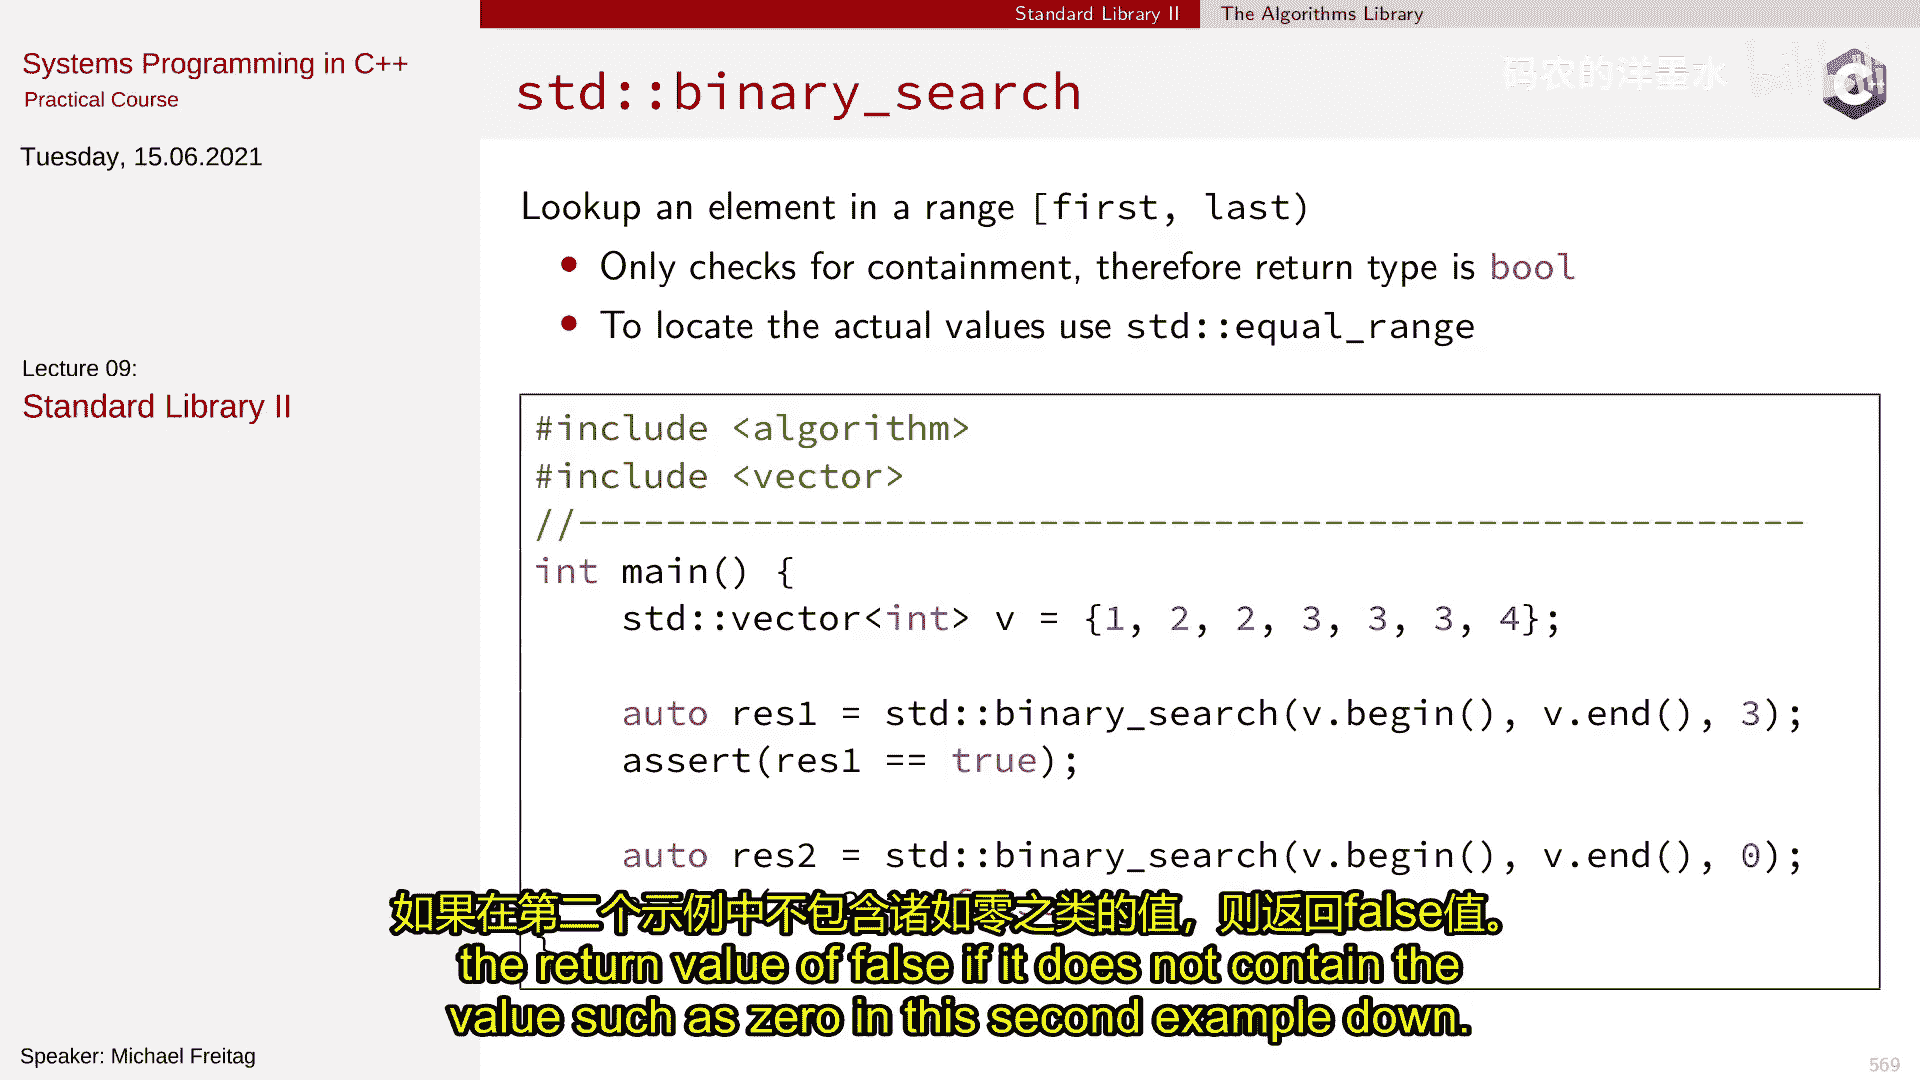 Standard Library II
The Algorithms Library
Systems Programming in C++
Practical Course
Tuesday, 15.06.2021
Lecture 09:
Standard Library II
Speaker: Michael Freitag
std::binary_search
码农的洋墨水
Lookup an element in a range [first, last)
Only checks for containment, therefore return type is bool
To locate the actual values use std::equal_range
#include <algorithm>
#include <vector>
//--------------------------------------------------------
int main() {
std::vector<int> v = {1, 2, 2, 3, 3, 3, 4};
auto res1 = std::binary_search(v.begin(), v.end(), 3);
assert(res1 == true);
auto res2 = std::binary_search(v.begin(), v.end(), 0);
如果在第二个示例中不包含诸如零之类的值，则返回false值。
the return value of false if it does not contain the
value such as zero in this second example down.
569